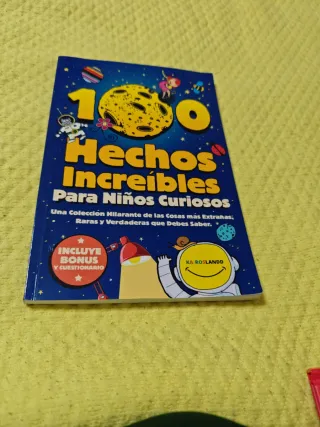 100
Hechos
Increíbles
Para Niños Curiosos
Una Colección Hilarante de las Cosas más Extrañas,
Raras y Verdaderas que Debes Saber.
INCLUYE
BONUS
Y CUESTIONARIO